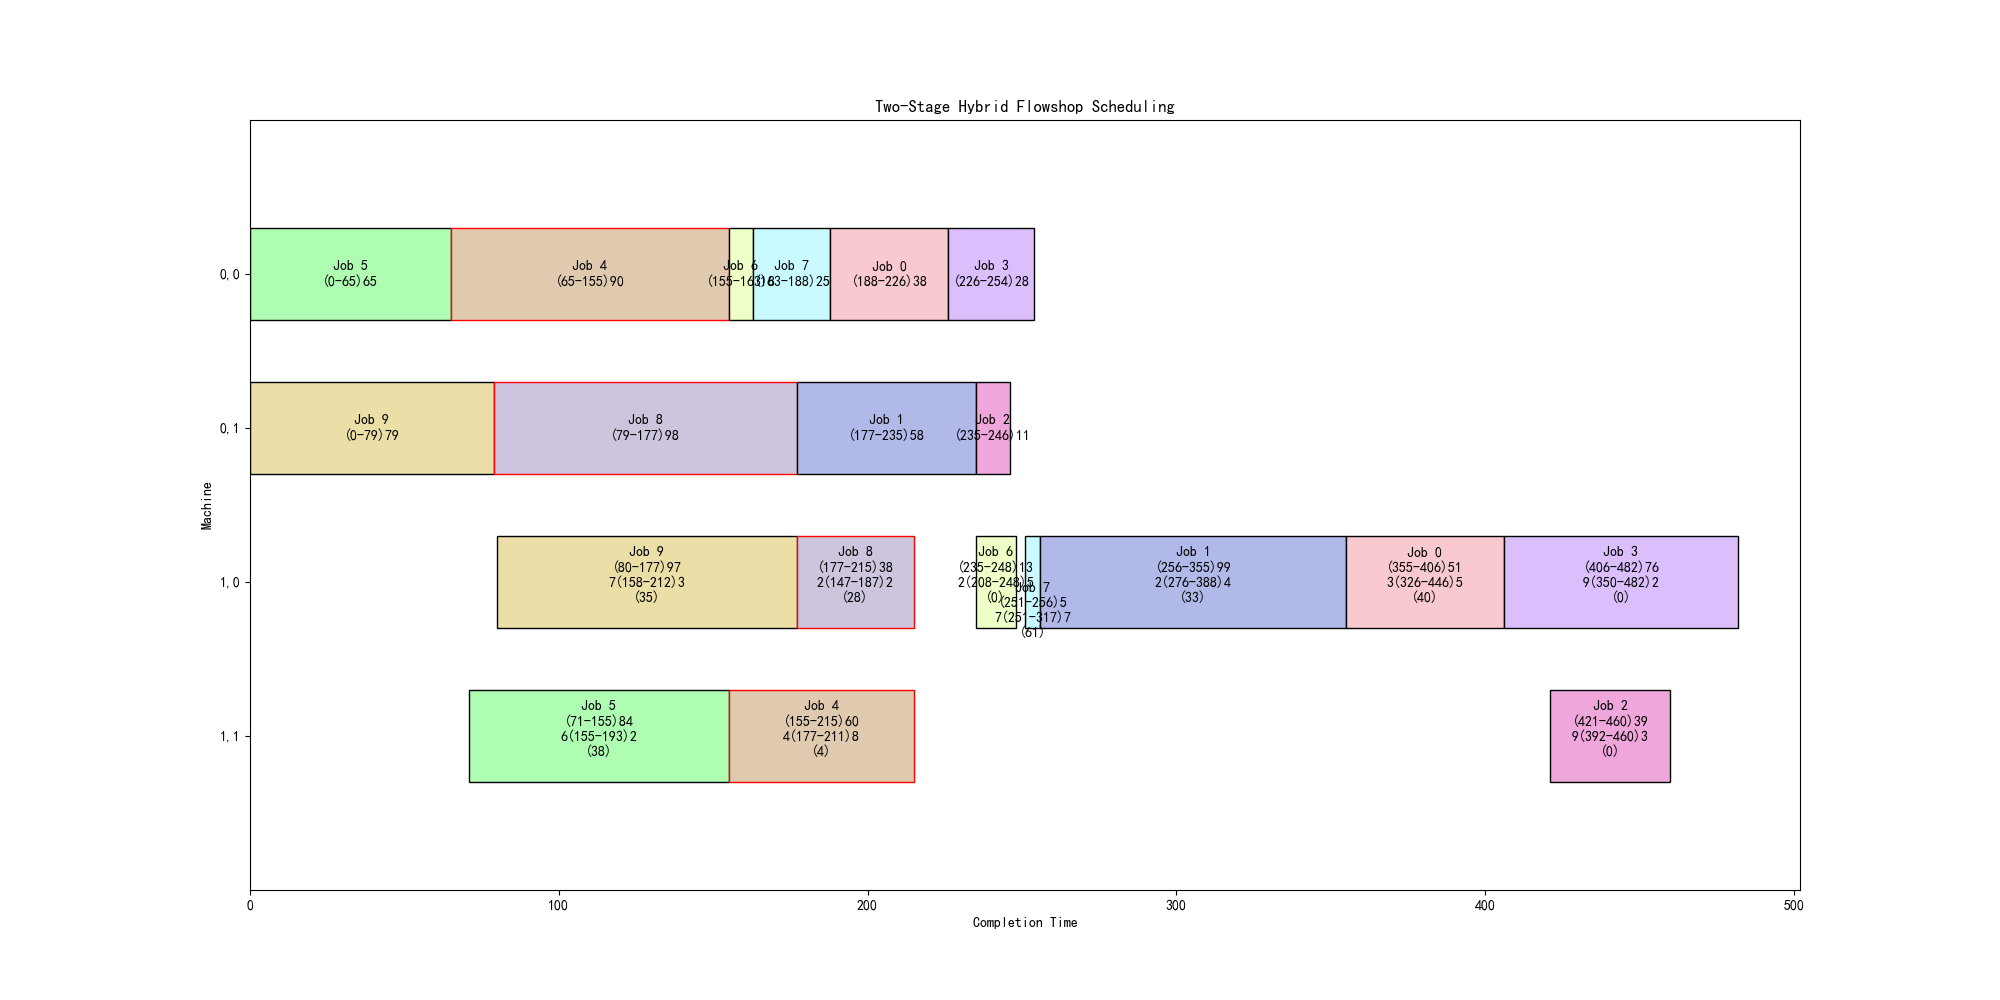 Two-Stage Hybrid Flowshop Scheduling
0,0
Job 5
(0-65)65
Job 4
(65-155)90
Job 6
(155-163)8
Job 7
(163-188)25
Job 0
(188-226)38
Job 3
(226-254)28
0,1
Job 9
(0-79)79
Job 8
(79-177)98
Job 1
(177-235)58
Job 2
(235-246)11
Machine
1,0
Job 9
(80-177)97
7(158-212)3
(35)
Job 8
(177-215)38
2(147-187)2
(28)
Job 6
(235-248)13
2(208-248)5
(0)
Job 7
(251-256)5
7(251-317)7
(61)
Job 1
(256-355)99
2(276-388)4
(33)
Job 0
(355-406)51
3(326-446)5
(40)
Job 3
(406-482)76
9(350-482)2
(0)
1,1
Job 5
(71-155)84
6(155-193)2
(38)
Job 4
(155-215)60
4(177-211)8
(4)
Job 2
(421-460)39
9(392-460)3
(0)
0
100
200
300
400
500
Completion Time